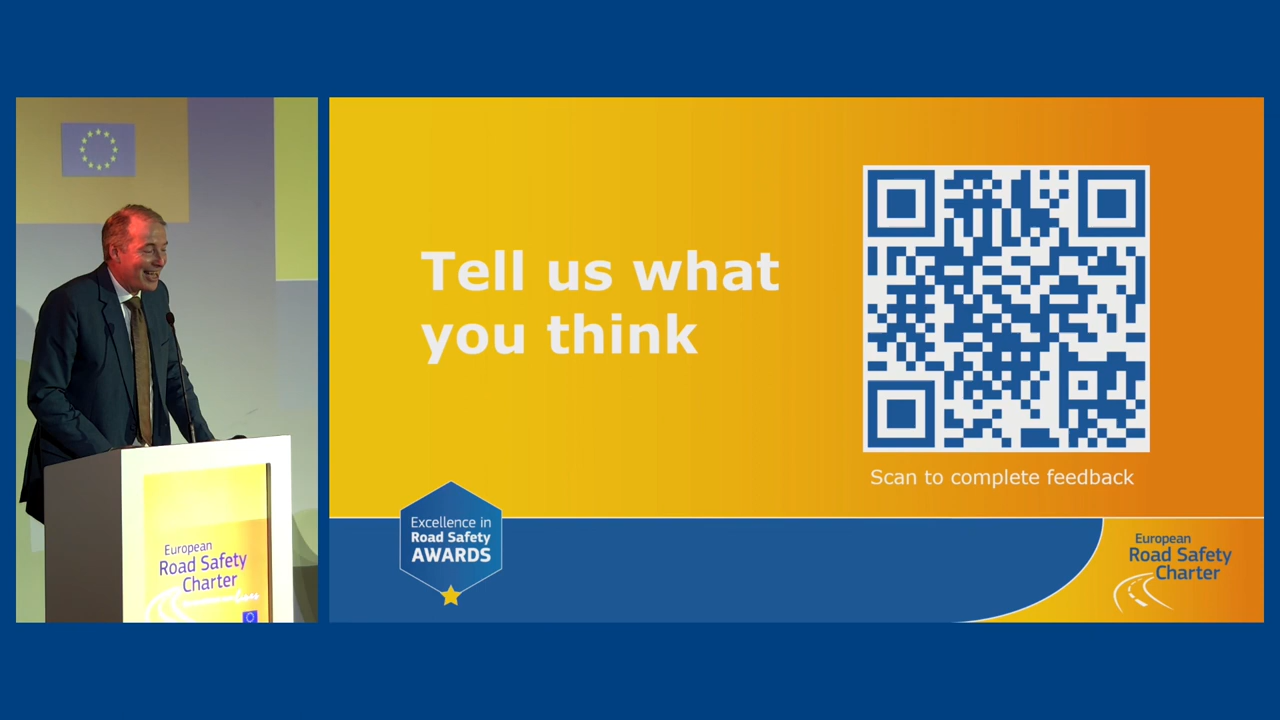 Tell us what
you think
Scan to complete feedback
Excellence in
Road Safety
AWARDS
European
Road Safety
Charter
European
Road Safety
Charter